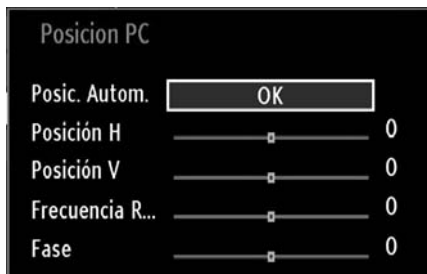 Posicion PC
Posic. Autom. OK
Posición H 0
Posición V 0
Frecuencia R... 0
Fase 0